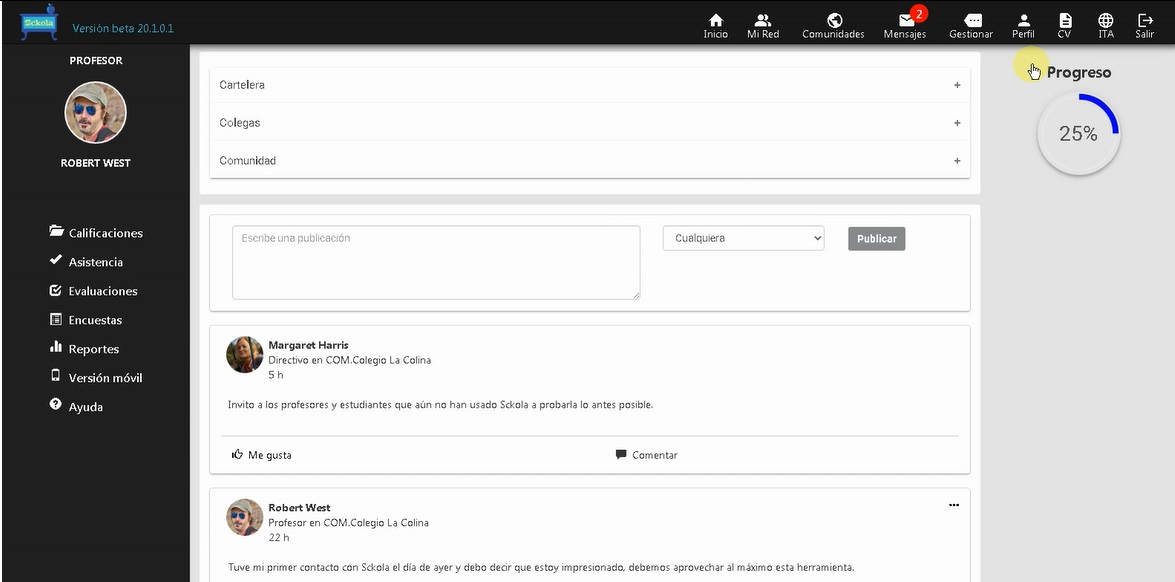 Sckola
Versión beta 20.1.0.1
Inicio
Mi Red
Comunidades
2
Mensajes
Gestionar
Perfil
CV
ITA
Salir
PROFESOR
ROBERT WEST
Calificaciones
Asistencia
Evaluaciones
Encuestas
Reportes
Versión móvil
Ayuda
Cartelera +
Colegas +
Comunidad +
Escribe una publicación
Cualquiera
Publicar
Margaret Harris
Directivo en COM.Colegio La Colina
5 h
Invito a los profesores y estudiantes que aún no han usado Sckola a probarla lo antes posible.
Me gusta
Comentar
Robert West
Profesor en COM.Colegio La Colina
22 h
Tuve mi primer contacto con Sckola el día de ayer y debo decir que estoy impresionado, debemos aprovechar al máximo esta herramienta.
Progreso
25%